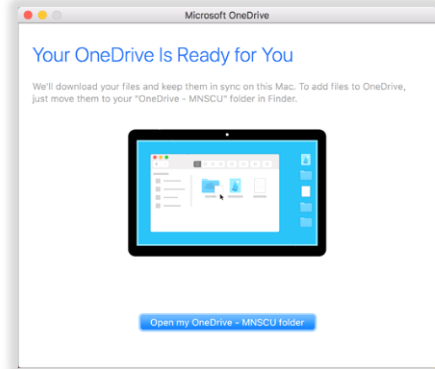 Microsoft OneDrive
Your OneDrive Is Ready for You
We'll download your files and keep them in sync on this Mac. To add files to OneDrive,
just move them to your "OneDrive - MNSCU" folder in Finder.
Open my OneDrive - MNSCU folder